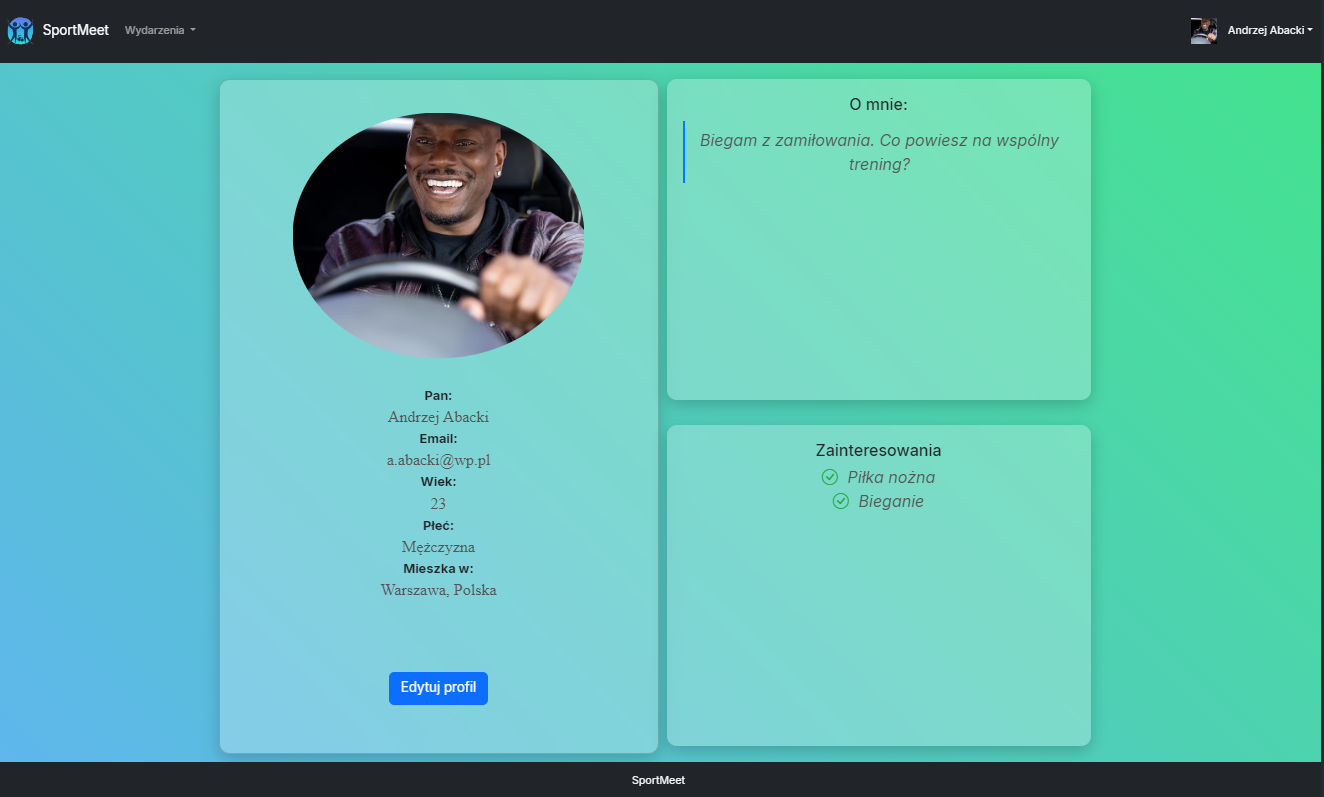 SportMeet
Wydarzenia
Andrzej Abacki
Pan:
Andrzej Abacki
Email:
a.abacki@wp.pl
Wiek:
23
Płeć:
Mężczyzna
Mieszka w:
Warszawa, Polska
Edytuj profil
O mnie:
Biegam z zamiłowania. Co powiesz na wspólny
trening?
Zainteresowania
Piłka nożna
Bieganie
SportMeet